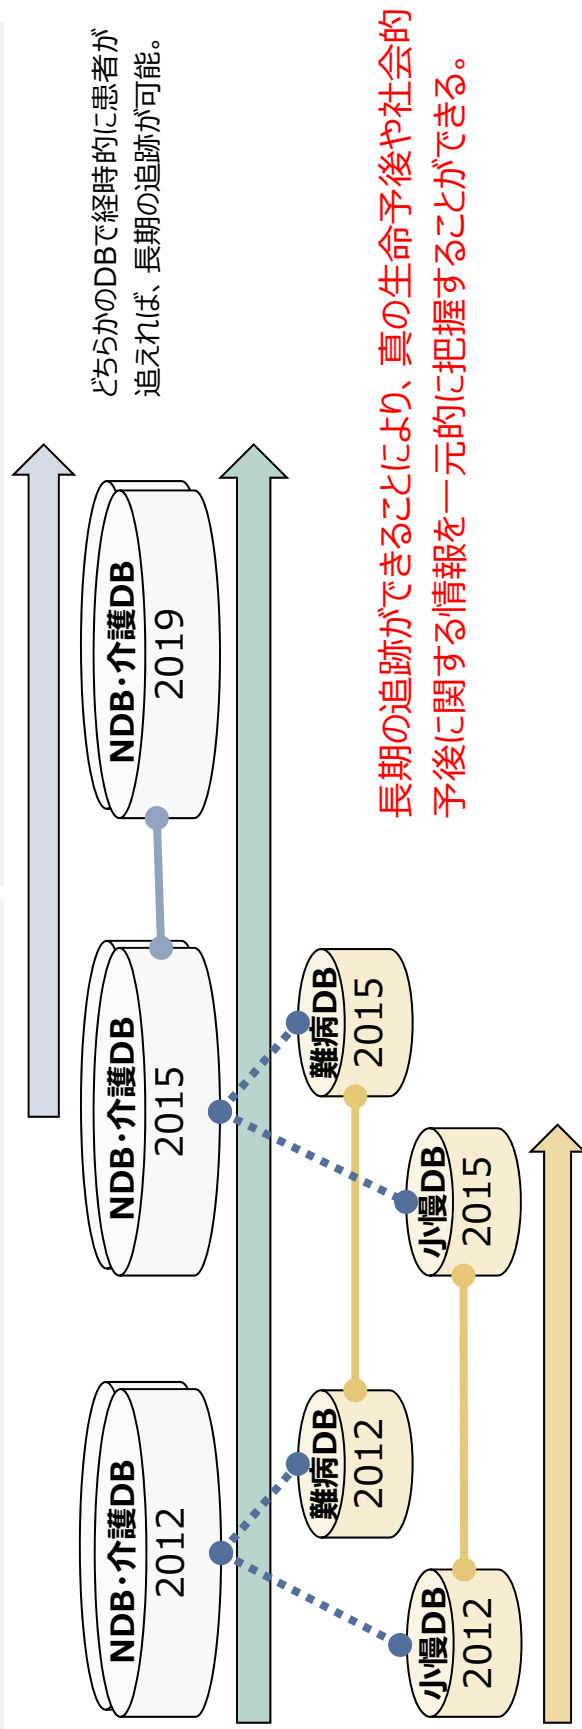 どちらかのDBで経時的に患者が
追えれば、長期の追跡が可能。
NDB・介護DB
2012
NDB・介護DB
2015
NDB・介護DB
2019
難病DB
2012
難病DB
2015
小慢DB
2012
小慢DB
2015
長期の追跡ができることにより、真の生命予後や社会的
予後に関する情報を一元的に把握することができる。